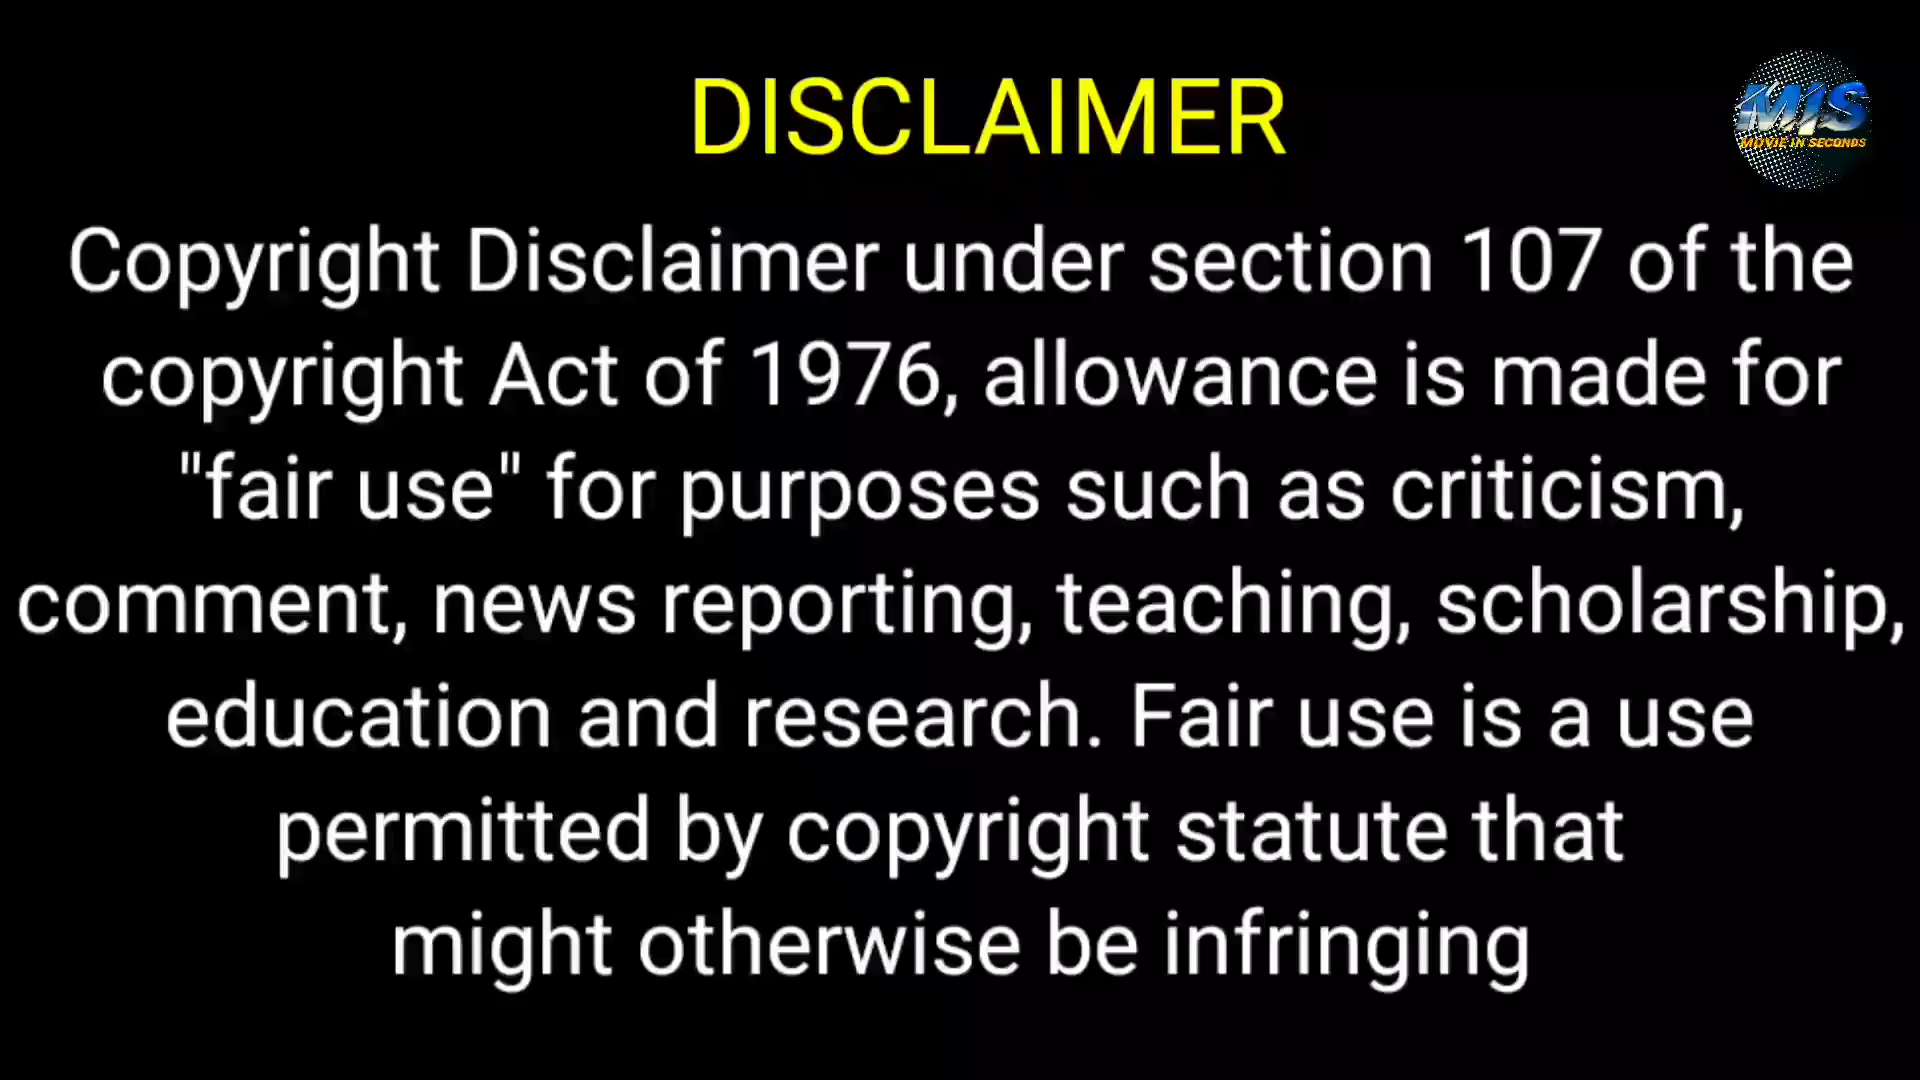 DISCLAIMER
MIS
MOVIE IN SECONDS
Copyright Disclaimer under section 107 of the
copyright Act of 1976, allowance is made for
"fair use" for purposes such as criticism,
comment, news reporting, teaching, scholarship,
education and research. Fair use is a use
permitted by copyright statute that
might otherwise be infringing